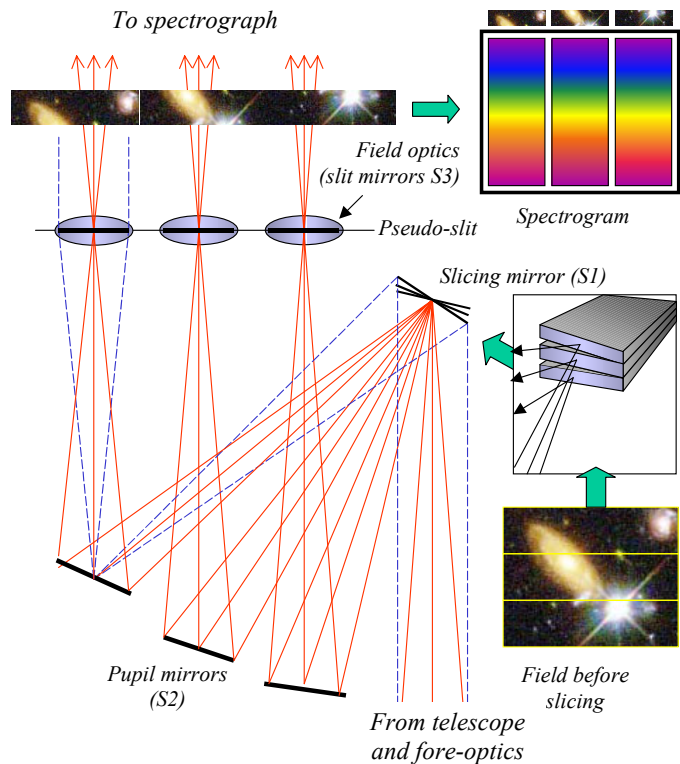 To spectrograph
Field optics
(slit mirrors S3)
Pseudo-slit
Spectrogram
Slicing mirror (S1)
Pupil mirrors
(S2)
Field before
slicing
From telescope
and fore-optics